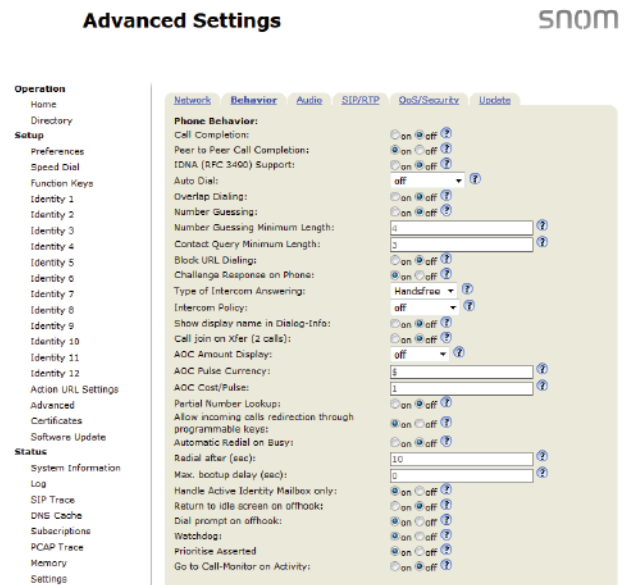 Advanced Settings
snom
Operation
Home
Directory
Setup
Preferences
Speed Dial
Function Keys
Identity 1
Identity 2
Identity 3
Identity 4
Identity 5
Identity 6
Identity 7
Identity 8
Identity 9
Identity 10
Identity 11
Identity 12
Action URL Settings
Advanced
Certificates
Software Update
Status
System Information
Log
SIP Trace
DNS Cache
Subscriptions
PCAP Trace
Memory
Settings
Network Behavior Audio SIP/RTP QoS/Security Update
Phone Behavior:
Call Completion: on off ?
Peer to Peer Call Completion: on off ?
IDNA (RFC 3490) Support: on off ?
Auto Dial: off ?
Overlap Dialing: on off ?
Number Guessing: on off ?
Number Guessing Minimum Length: 4 ?
Contact Query Minimum Length: 3 ?
Block URL Dialing: on off ?
Challenge Response on Phone: on off ?
Type of Intercom Answering: Handsfree ?
Intercom Policy: off ?
Show display name in Dialog-Info: on off ?
Call join on Xfer (2 calls): on off ?
AOC Amount Display: off ?
AOC Pulse Currency: $ ?
AOC Cost/Pulse: 1 ?
Partial Number Lookup: on off ?
Allow incoming calls redirection through
programmable keys: on off ?
Automatic Redial on Busy: on off ?
Redial after (sec): 10 ?
Max. bootup delay (sec): 0 ?
Handle Active Identity Mailbox only: on off ?
Return to idle screen on offhook: on off ?
Dial prompt on offhook: on off ?
Watchdog: on off ?
Prioritise Asserted on off ?
Go to Call-Monitor on Activity: on off ?